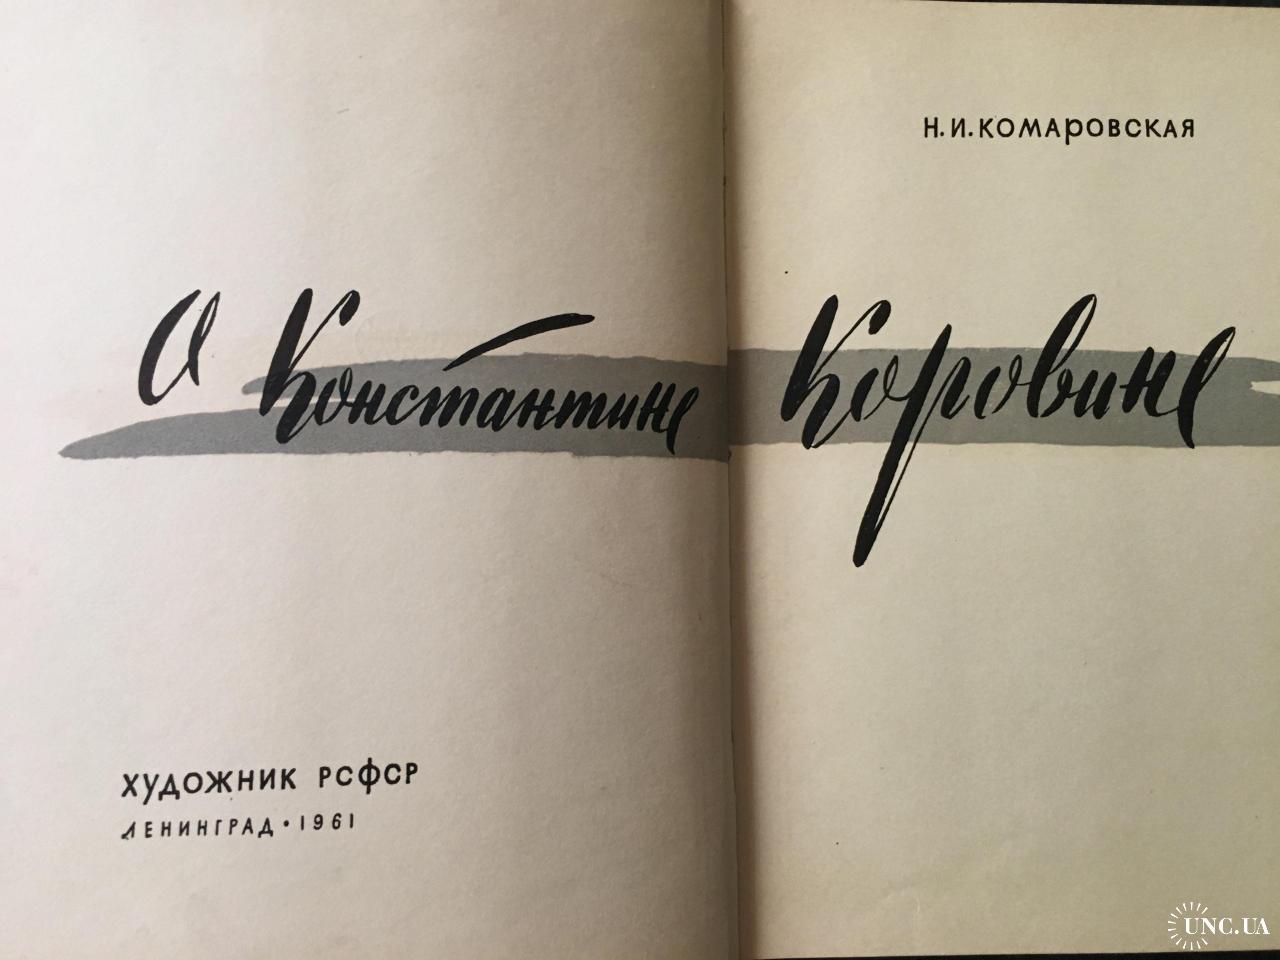 Н. И. КОМАРОВСКАЯ
О Константине Коровине
ХУДОЖНИК РСФСР
ЛЕНИНГРАД • 1961
UNC.UA